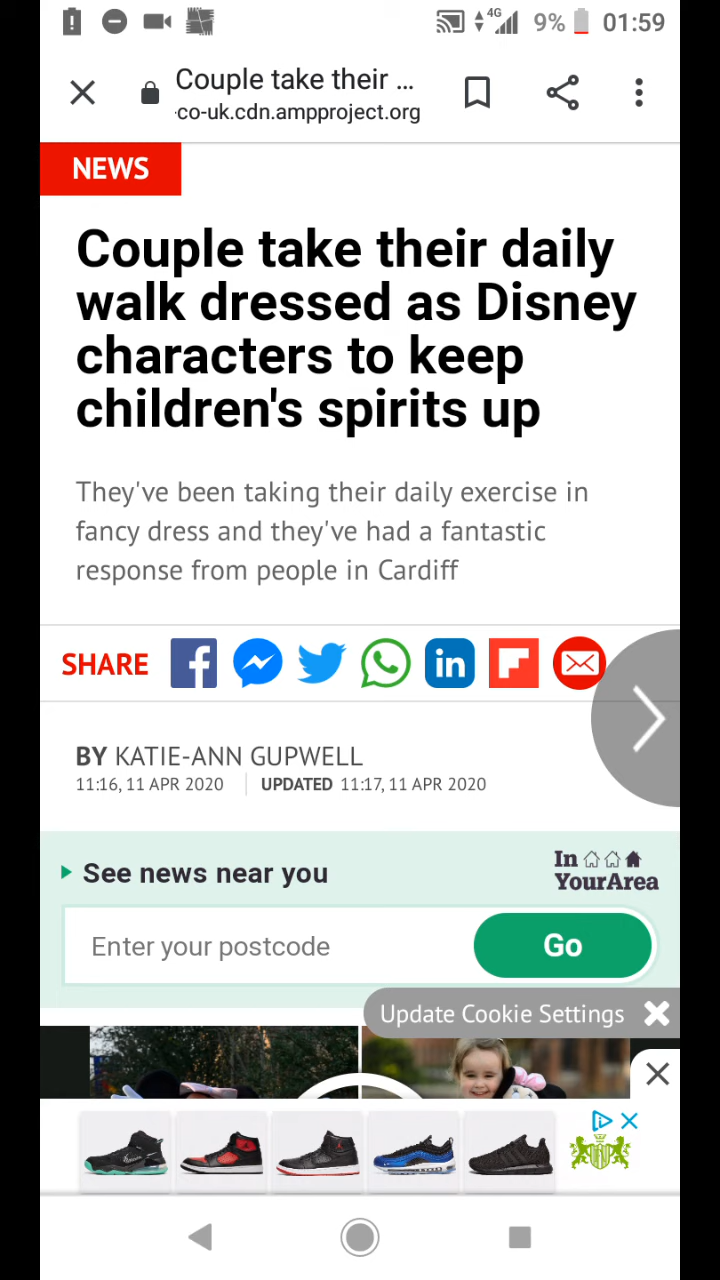 4G 9% 01:59
Couple take their ...
-co-uk.cdn.ampproject.org
NEWS
Couple take their daily
walk dressed as Disney
characters to keep
children's spirits up
They've been taking their daily exercise in
fancy dress and they've had a fantastic
response from people in Cardiff
SHARE
BY KATIE-ANN GUPWELL
11:16, 11 APR 2020 UPDATED 11:17, 11 APR 2020
See news near you
In
YourArea
Enter your postcode
Go
Update Cookie Settings